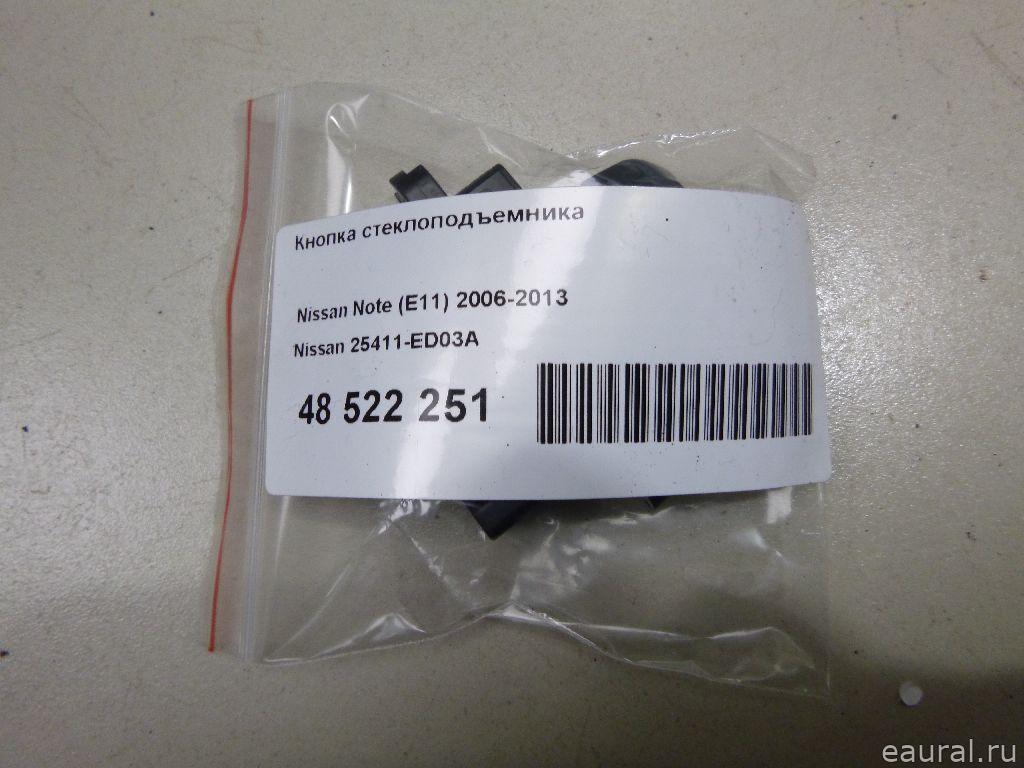 Кнопка стеклоподъемника
Nissan Note (E11) 2006-2013
Nissan 25411-ED03A
48 522 251
eaural.ru